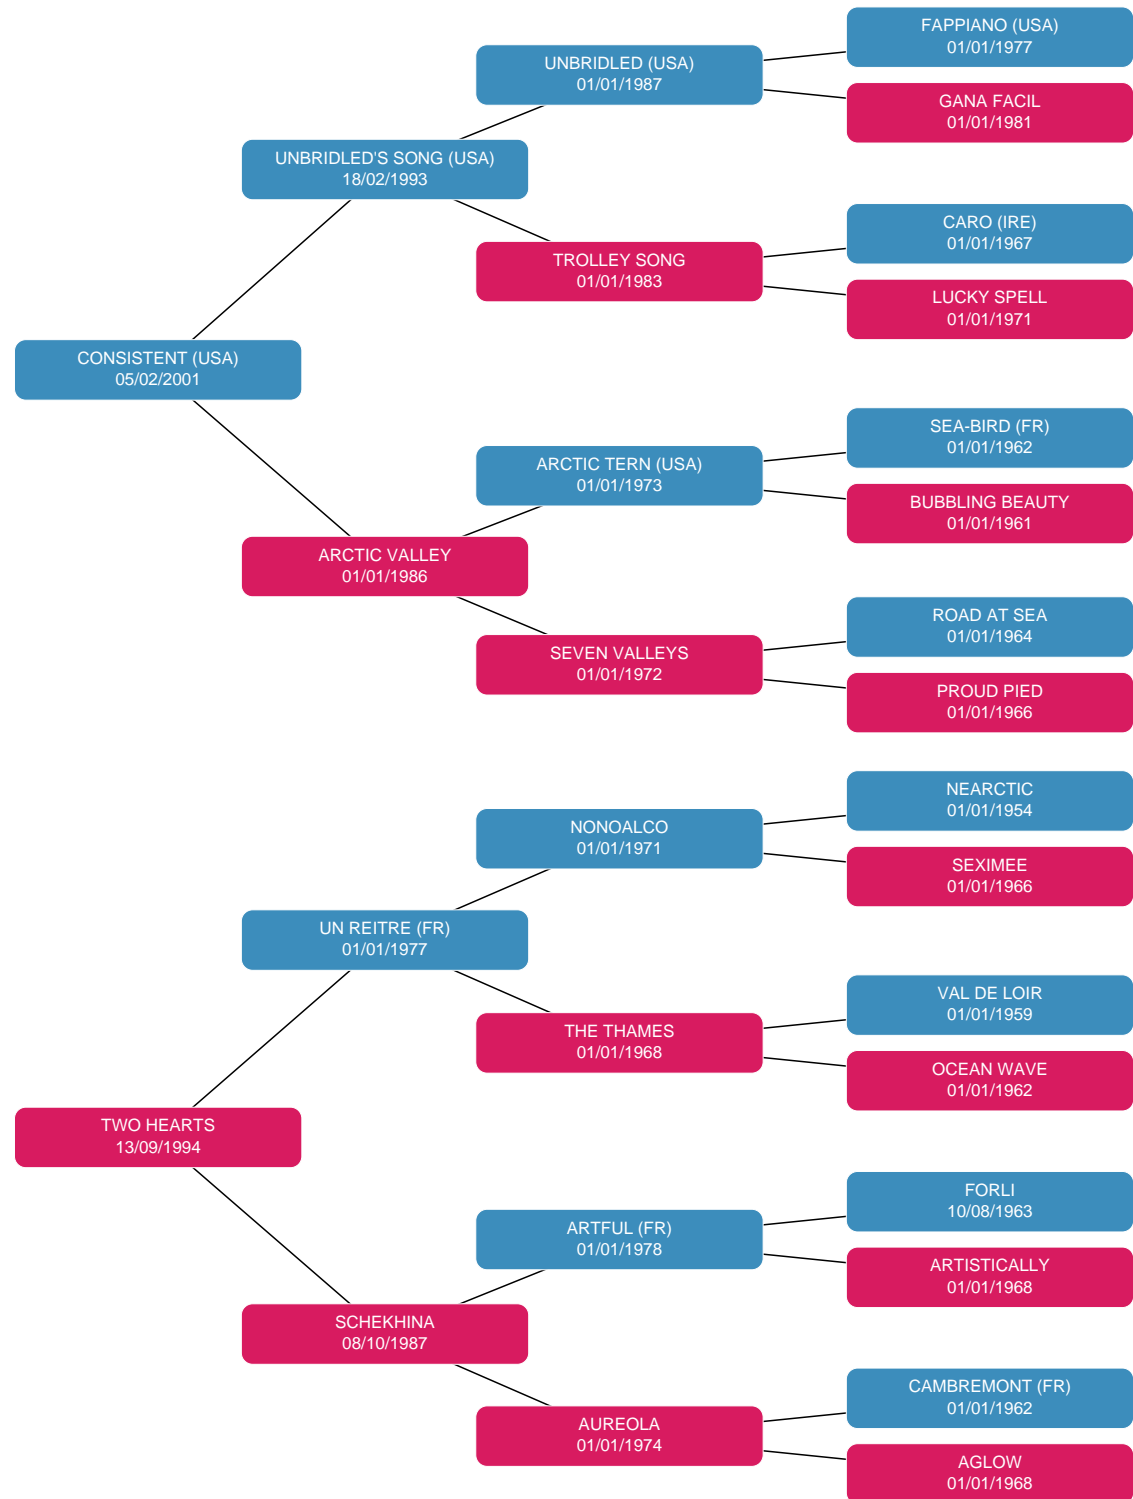 FAPPIANO (USA)
01/01/1977
UNBRIDLED (USA)
01/01/1987
GANA FACIL
01/01/1981
UNBRIDLED'S SONG (USA)
18/02/1993
CARO (IRE)
01/01/1967
TROLLEY SONG
01/01/1983
LUCKY SPELL
01/01/1971
CONSISTENT (USA)
05/02/2001
SEA-BIRD (FR)
01/01/1962
ARCTIC TERN (USA)
01/01/1973
BUBBLING BEAUTY
01/01/1961
ARCTIC VALLEY
01/01/1986
ROAD AT SEA
01/01/1964
SEVEN VALLEYS
01/01/1972
PROUD PIED
01/01/1966
NEARCTIC
01/01/1954
NONOALCO
01/01/1971
SEXIMEE
01/01/1966
UN REITRE (FR)
01/01/1977
VAL DE LOIR
01/01/1959
THE THAMES
01/01/1968
OCEAN WAVE
01/01/1962
TWO HEARTS
13/09/1994
FORLI
10/08/1963
ARTFUL (FR)
01/01/1978
ARTISTICALLY
01/01/1968
SCHEKHINA
08/10/1987
CAMBREMONT (FR)
01/01/1962
AUREOLA
01/01/1974
AGLOW
01/01/1968